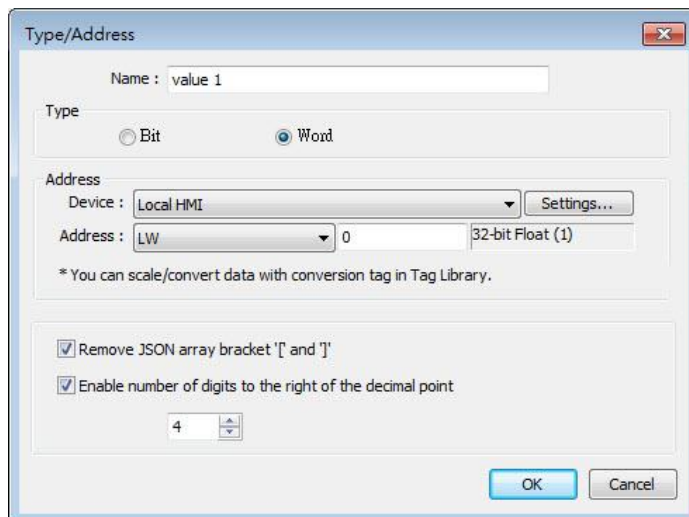 Type/Address
Name : value 1
Type
Bit Word
Address
Device : Local HMI Settings...
Address : LW 0 32-bit Float (1)
* You can scale/convert data with conversion tag in Tag Library.
Remove JSON array bracket '[' and ']'
Enable number of digits to the right of the decimal point
4
OK Cancel